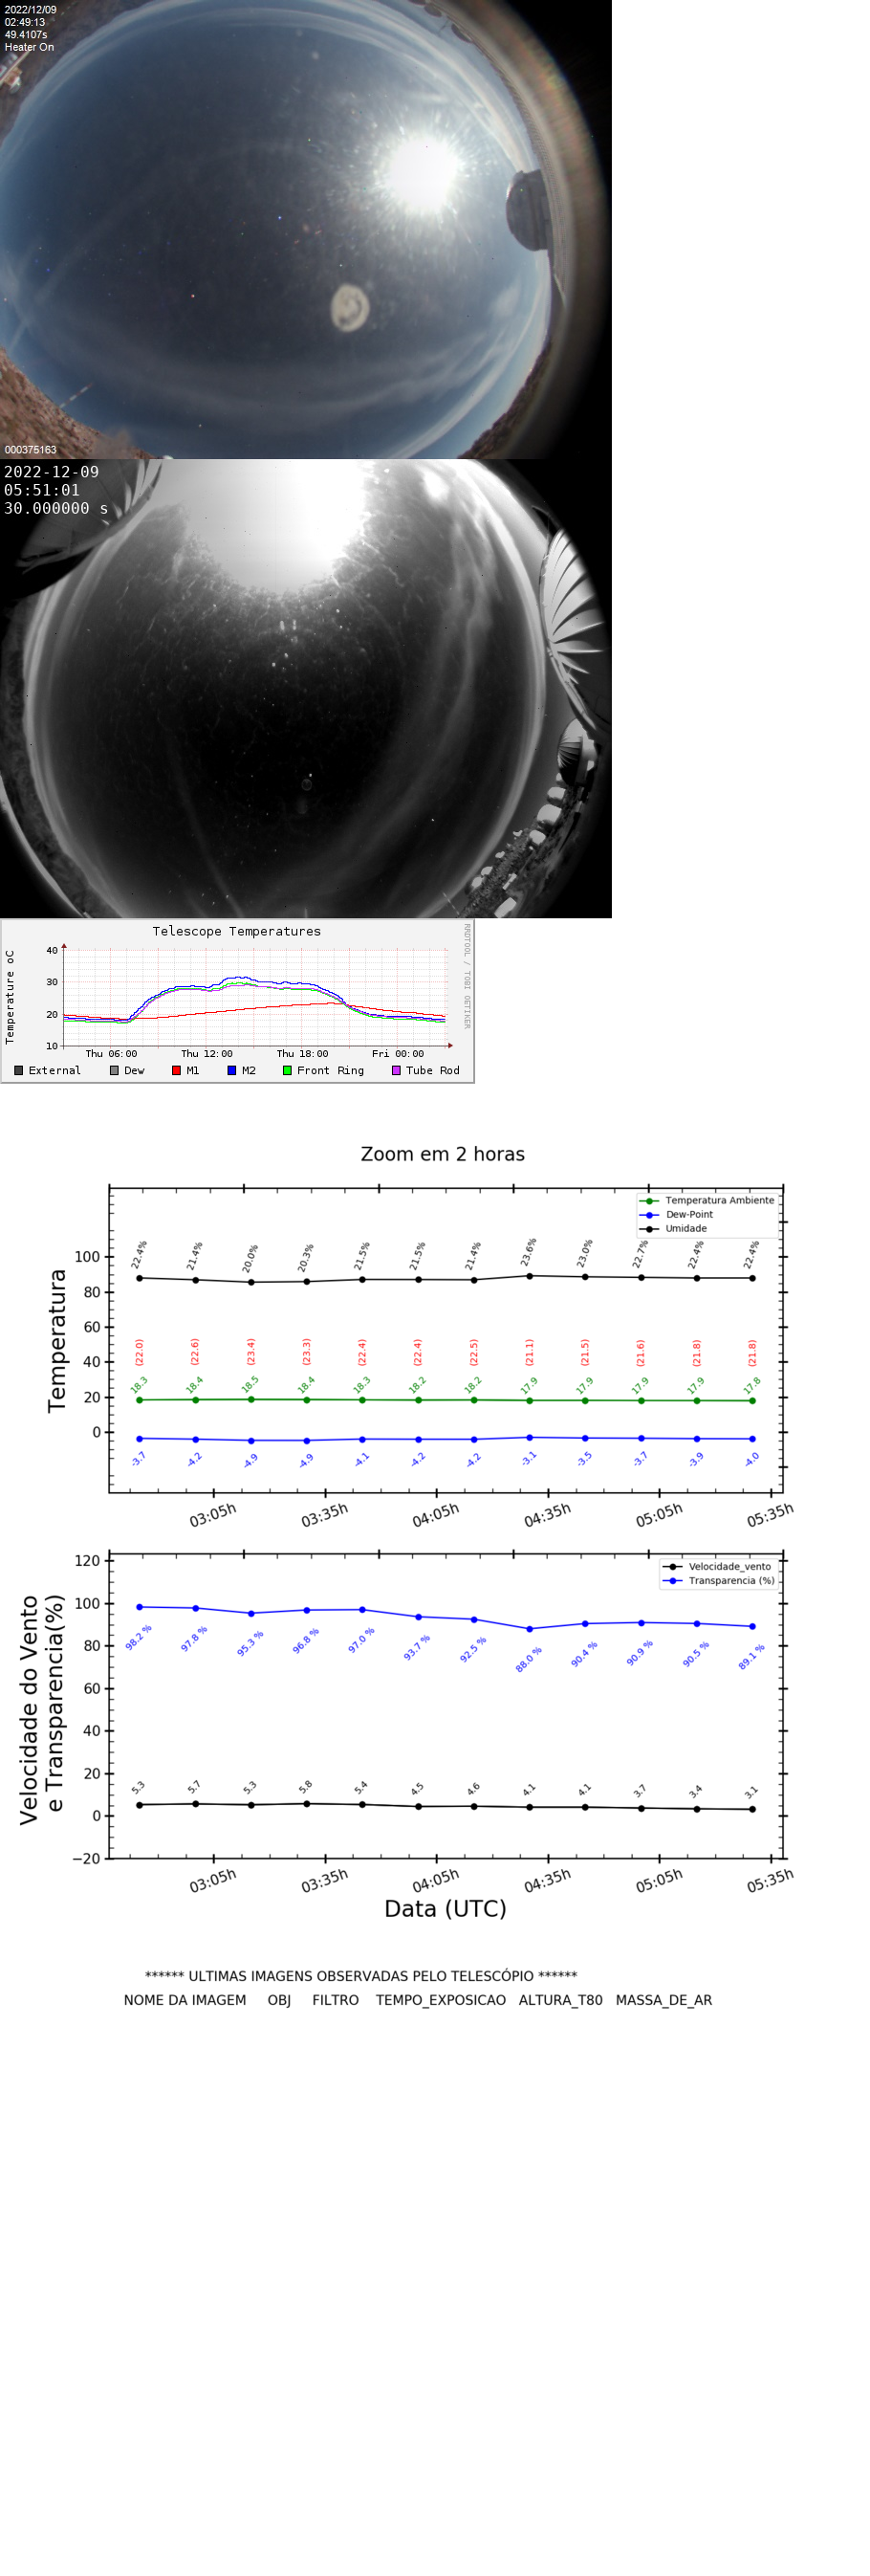 2022/12/09
02:49:13
49.4107s
Heater On
000375163
2022-12-09
05:51:01
30.000000 s
Telescope Temperatures
RRDTOOL / TOBI OETIKER
Temperature oC
40
30
20
10
Thu 06:00 Thu 12:00 Thu 18:00 Fri 00:00
External Dew M1 M2 Front Ring Tube Rod
Zoom em 2 horas
Temperatura Ambiente
Dew-Point
Umidade
Temperatura
100
80
60
40
20
0
22.4% 21.4% 20.0% 20.3% 21.5% 21.5% 21.4% 23.6% 23.0% 22.7% 22.4% 22.4%
(22.0) (22.6) (23.4) (23.3) (22.4) (22.4) (22.5) (21.1) (21.5) (21.6) (21.8) (21.8)
18.3 18.4 18.5 18.4 18.3 18.2 18.2 17.9 17.9 17.9 17.9 17.8
-3.7 -4.2 -4.9 -4.9 -4.1 -4.2 -4.2 -3.1 -3.5 -3.7 -3.9 -4.0
03:05h 03:35h 04:05h 04:35h 05:05h 05:35h
Velocidade_vento
Transparencia (%)
Velocidade do Vento
e Transparencia(%)
120
100
80
60
40
20
0
−20
98.2 % 97.8 % 95.3 % 96.8 % 97.0 % 93.7 % 92.5 % 88.0 % 90.4 % 90.9 % 90.5 % 89.1 %
5.3 5.7 5.3 5.8 5.4 4.5 4.6 4.1 4.1 3.7 3.4 3.1
03:05h 03:35h 04:05h 04:35h 05:05h 05:35h
Data (UTC)
****** ULTIMAS IMAGENS OBSERVADAS PELO TELESCÓPIO ******
NOME DA IMAGEM OBJ FILTRO TEMPO_EXPOSICAO ALTURA_T80 MASSA_DE_AR